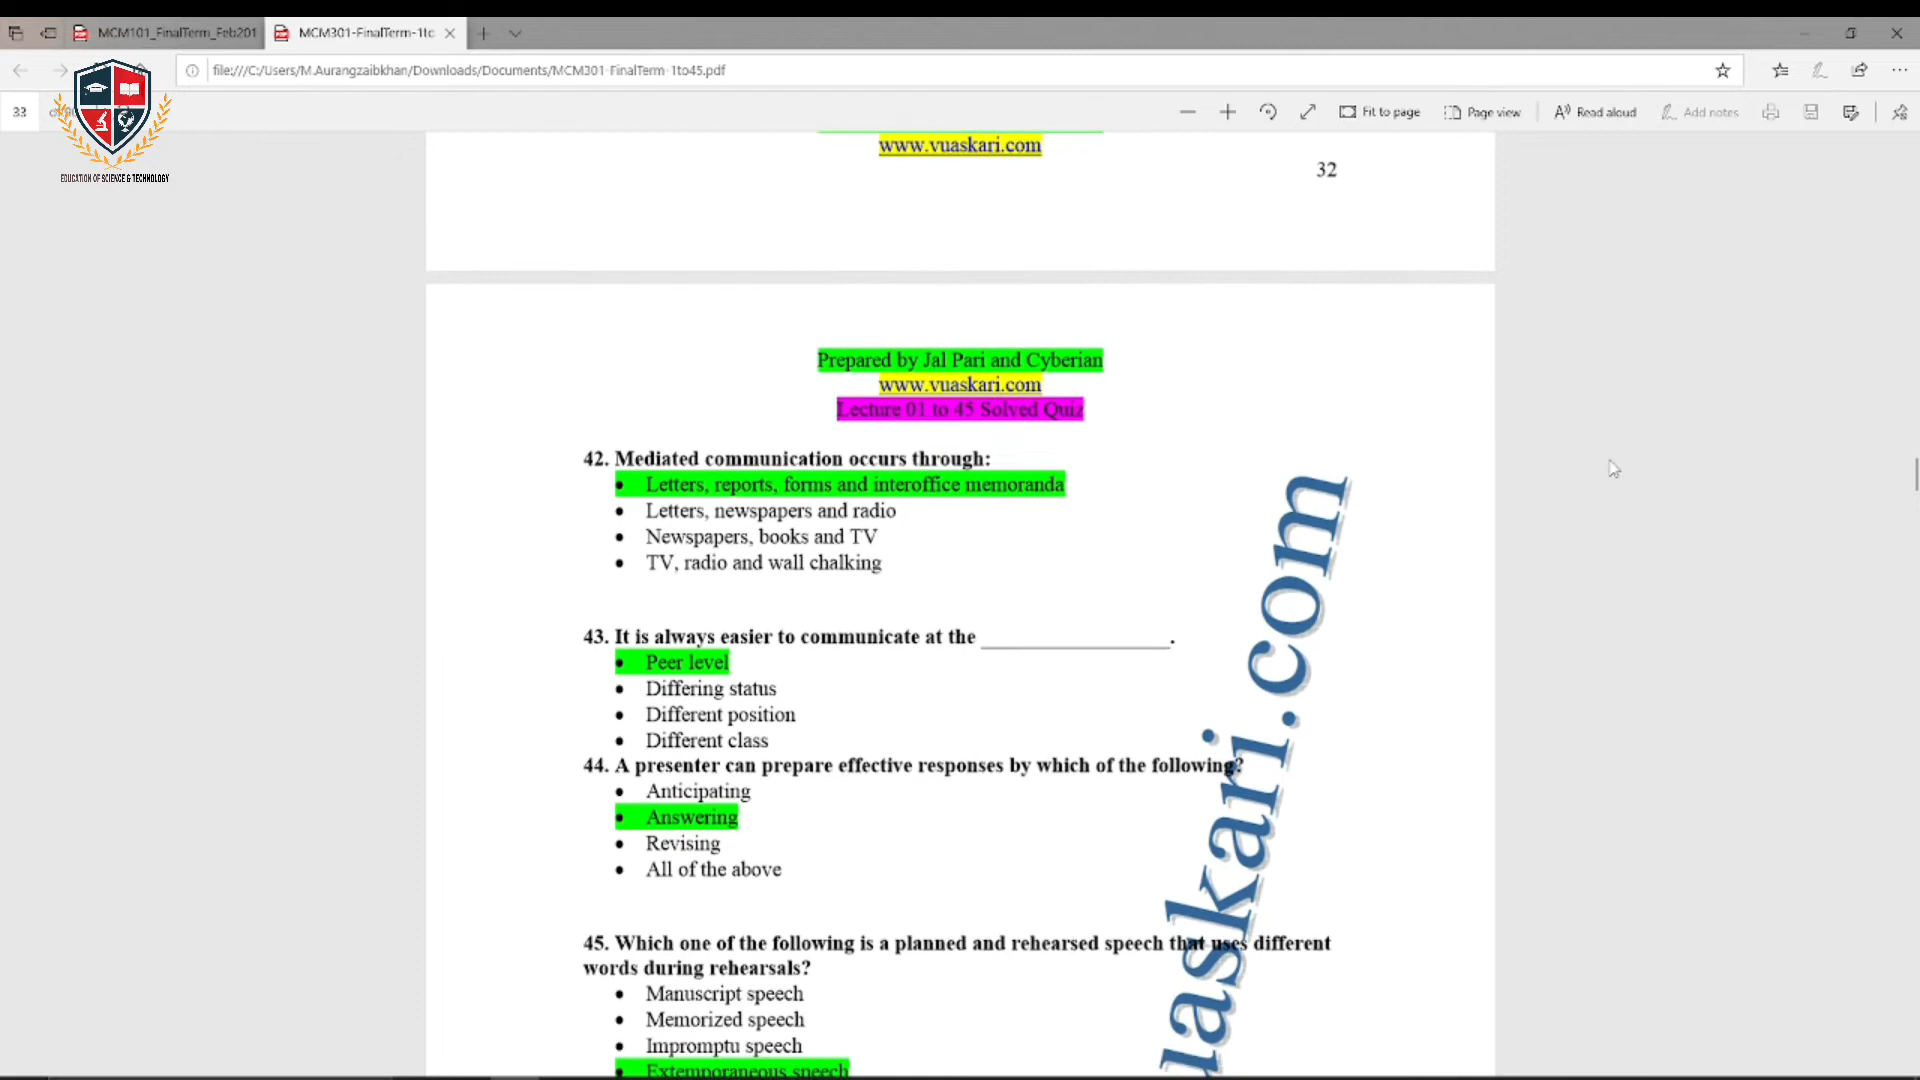 MCM101_FinalTerm_Feb201
MCM301-FinalTerm-1to
file:///C:/Users/M.Aurangzaibkhan/Downloads/Documents/MCM301-FinalTerm-1to45.pdf
33
Fit to page
Page view
Read aloud
Add notes
EDUCATION OF SCIENCE & TECHNOLOGY
www.vuaskari.com
32
Prepared by Jal Pari and Cyberian
www.vuaskari.com
Lecture 01 to 45 Solved Quiz
42. Mediated communication occurs through:
• Letters, reports, forms and interoffice memoranda
• Letters, newspapers and radio
• Newspapers, books and TV
• TV, radio and wall chalking
43. It is always easier to communicate at the __________________.
• Peer level
• Differing status
• Different position
• Different class
44. A presenter can prepare effective responses by which of the following?
• Anticipating
• Answering
• Revising
• All of the above
45. Which one of the following is a planned and rehearsed speech that uses different
words during rehearsals?
• Manuscript speech
• Memorized speech
• Impromptu speech
• Extemporaneous speech
uaskari.com